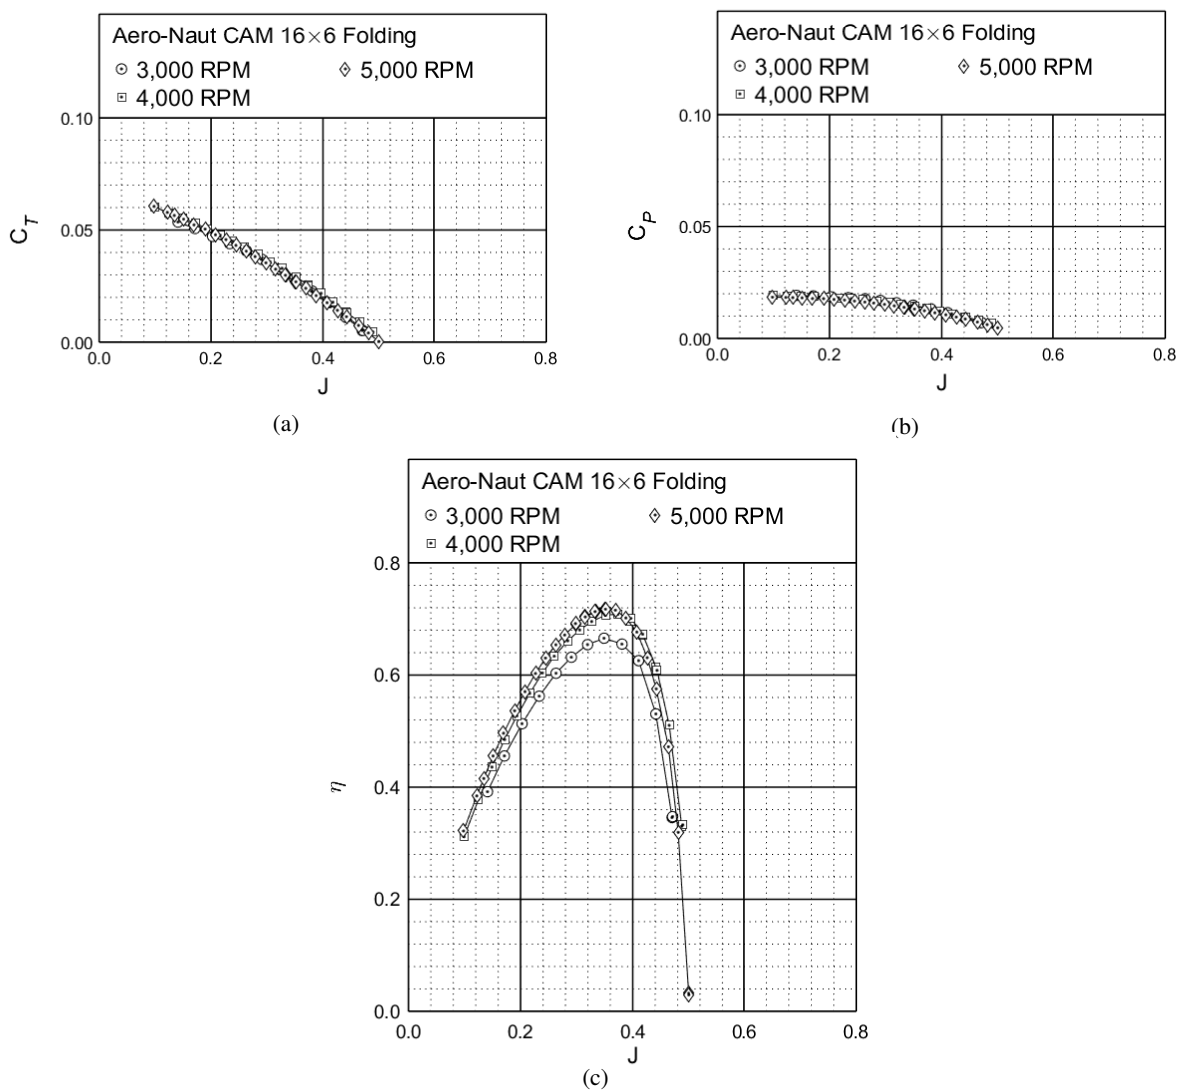 Aero-Naut CAM 16×6 Folding
3,000 RPM 5,000 RPM
4,000 RPM
0.10
0.05
0.00
C_T
0.0 0.2 0.4 0.6 0.8
J
(a)
Aero-Naut CAM 16×6 Folding
3,000 RPM 5,000 RPM
4,000 RPM
0.10
0.05
0.00
C_P
0.0 0.2 0.4 0.6 0.8
J
(b)
Aero-Naut CAM 16×6 Folding
3,000 RPM 5,000 RPM
4,000 RPM
0.8
0.6
0.4
0.2
0.0
η
0.0 0.2 0.4 0.6 0.8
J
(c)